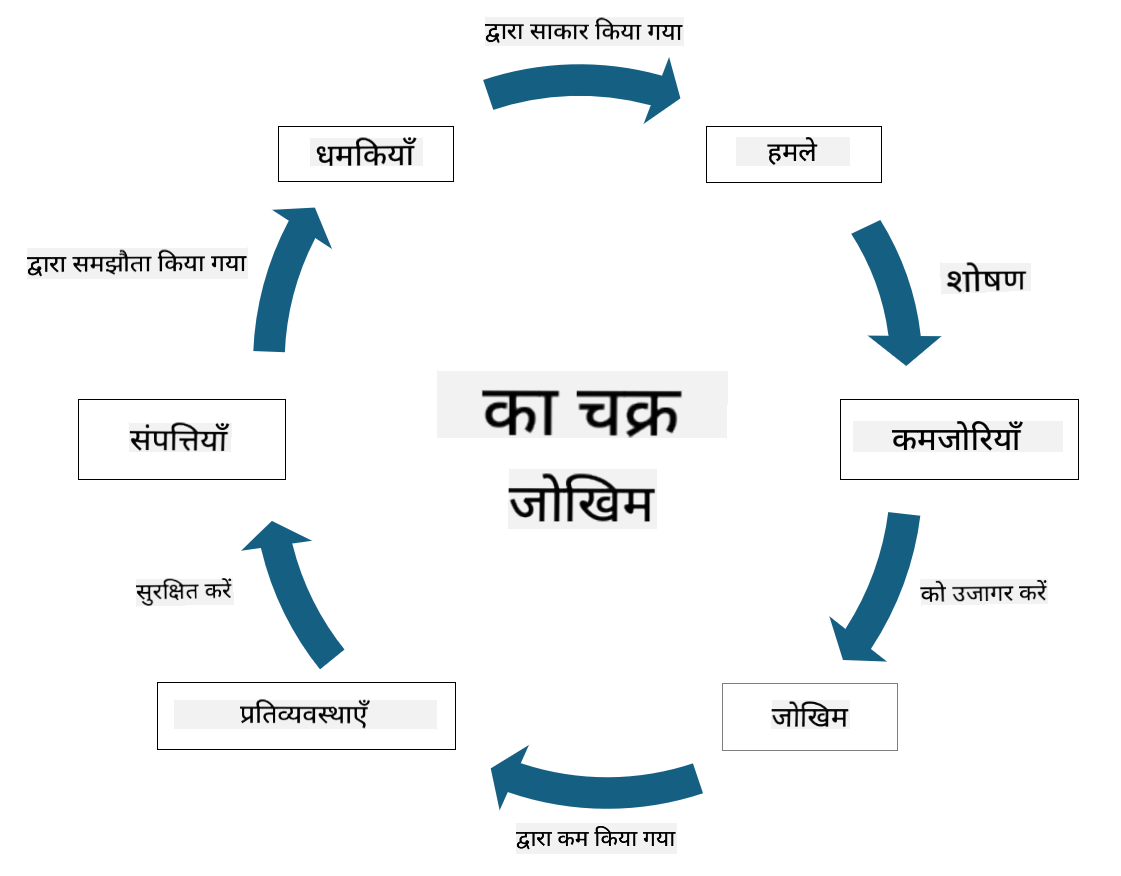 द्वारा साकार किया गया
धमकियाँ
हमले
द्वारा समझौता किया गया
शोषण
का चक्र
जोखिम
संपत्तियाँ
कमजोरियाँ
सुरक्षित करें
को उजागर करें
प्रतिव्यवस्थाएँ
जोखिम
द्वारा कम किया गया